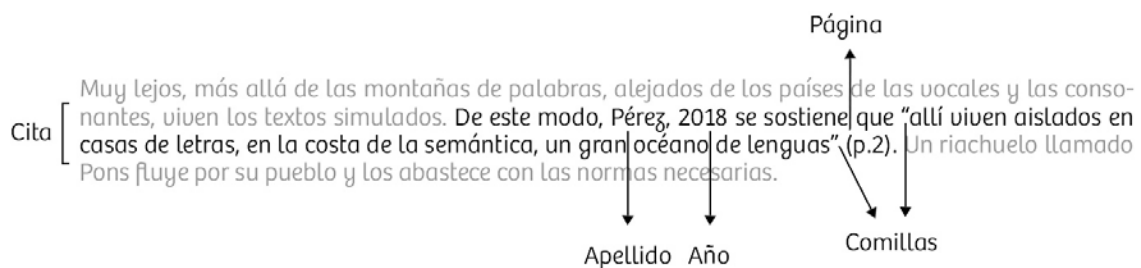 Página
Muy lejos, más allá de las montañas de palabras, alejados de los países de las vocales y las conso-
nantes, viven los textos simulados. De este modo, Pérez, 2018 se sostiene que “allí viven aislados en
Cita
casas de letras, en la costa de la semántica, un gran océano de lenguas” (p.2). Un riachuelo llamado
Pons fluye por su pueblo y los abastece con las normas necesarias.
Apellido Año
Comillas